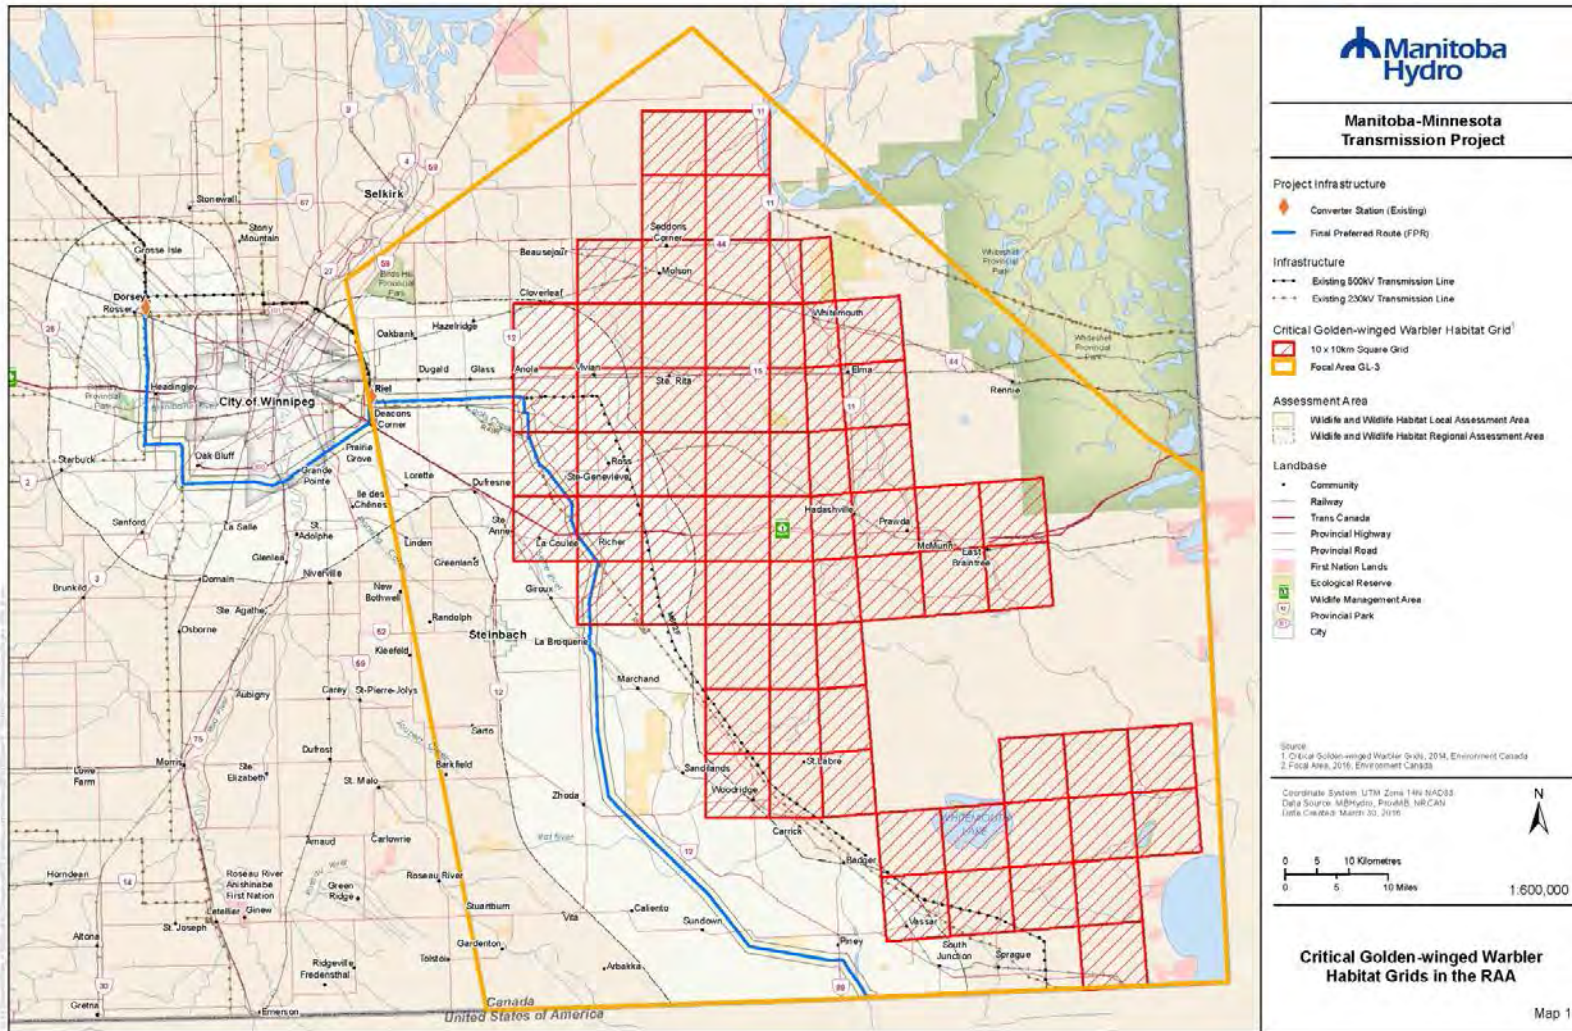 Manitoba
Hydro
Manitoba-Minnesota
Transmission Project
Project Infrastructure
Converter Station (Existing)
Final Preferred Route (FPR)
Infrastructure
Existing 500kV Transmission Line
Existing 230kV Transmission Line
Critical Golden-winged Warbler Habitat Grid1
10 x 10km Square Grid
Focal Area GL-3
Assessment Area
Wildlife and Wildlife Habitat Local Assessment Area
Wildlife and Wildlife Habitat Regional Assessment Area
Landbase
Community
Railway
Trans Canada
Provincial Highway
Provincial Road
First Nation Lands
Ecological Reserve
Wildlife Management Area
Provincial Park
City
Source:
1. Critical Golden-winged Warbler Grids, 2014, Environment Canada
2. Focal Area, 2016, Environment Canada
Coordinate System: UTM Zone 14N NAD83
Data Source: MBHydro, ProvMB, NRCAN
Date Created: March 30, 2016
N
0 5 10 Kilometres
0 5 10 Miles
1:600,000
Critical Golden-winged Warbler
Habitat Grids in the RAA
Map 1
Selkirk
Stonewall
Stony
Mountain
Grosse Isle
Dorsey
Rosser
Birds Hill
Provincial
Park
Beausejour
Seddons
Corner
Molson
Cloverleaf
Whitemouth
Whiteshell
Provincial
Park
Whiteshell
Provincial
Park
Oakbank
Hazelridge
Dugald
Glass
Anola
Vivian
Ste. Rita
Elma
Rennie
Headingley
City of Winnipeg
Riel
Deacons
Corner
Starbuck
Oak Bluff
Prairie
Grove
Grande
Pointe
Lorette
Dufresne
Ross
Ste-Geneviève
Ile des
Chênes
Sanford
La Salle
St.
Adolphe
Linden
Ste
Anne
La Coulee
Richer
Hadashville
Prawda
McMunn
East
Braintree
Glenlea
Niverville
Greenland
Giroux
Brunkild
Domain
New
Bothwell
Ste. Agathe
Osborne
Randolph
Steinbach
La Broquerie
Kleefeld
Marchand
Aubigny
Carey
St-Pierre-Jolys
Sarto
Morris
Dufrost
Lowe
Farm
Ste.
Elizabeth
St. Malo
Barkfield
Sandilands
St. Labre
Woodridge
Zhoda
WHITEMOUTH
LAKE
Carrick
Arnaud
Carlowrie
Rat River
Badger
Horndean
Roseau River
Anishinabe
First Nation
Green
Ridge
Roseau River
Letellier
Ginew
Stuartburn
Vita
Caliento
Sundown
Vassar
St. Joseph
Altona
Gardenton
Piney
South
Junction
Sprague
Ridgeville
Fredensthal
Tolstoi
Arbakka
Gretna
Emerson
Canada
United States of America